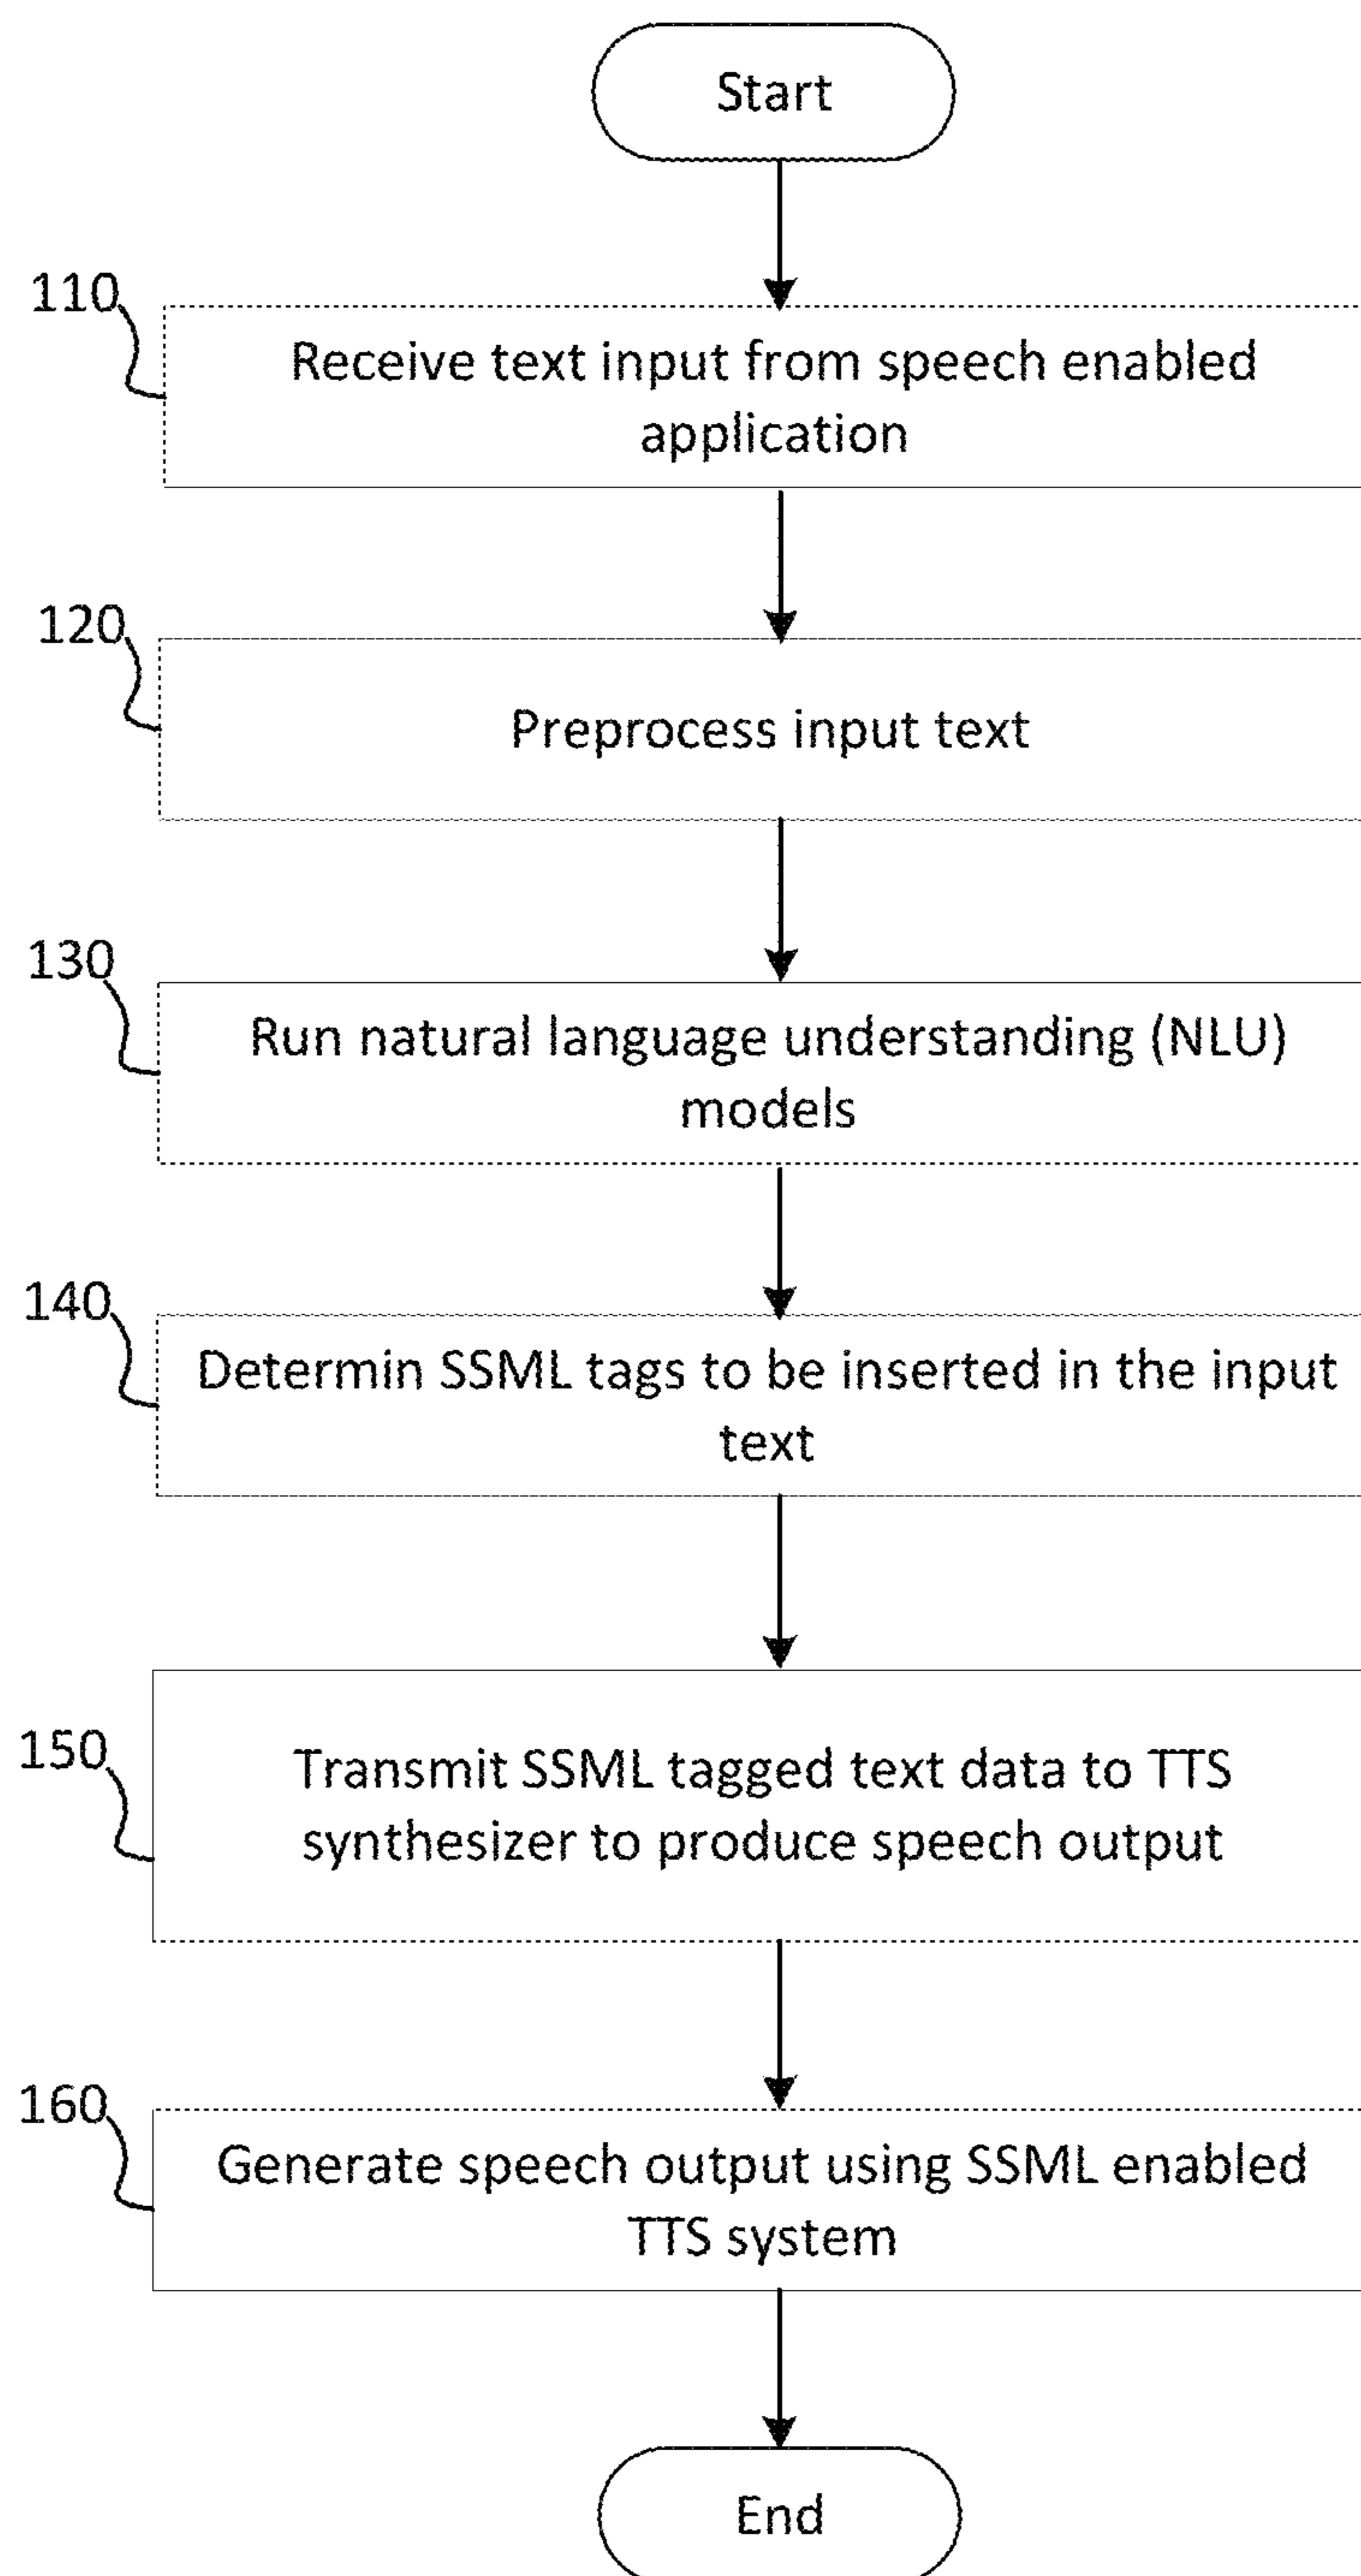 Start
110
Receive text input from speech enabled
application
120
Preprocess input text
130
Run natural language understanding (NLU)
models
140
Determin SSML tags to be inserted in the input
text
150
Transmit SSML tagged text data to TTS
synthesizer to produce speech output
160
Generate speech output using SSML enabled
TTS system
End